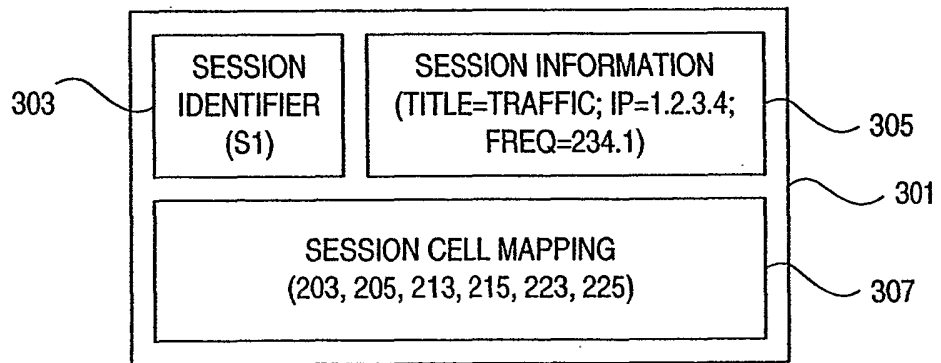 SESSION
IDENTIFIER
(S1)
SESSION INFORMATION
(TITLE=TRAFFIC; IP=1.2.3.4;
FREQ=234.1)
303
305
301
SESSION CELL MAPPING
(203, 205, 213, 215, 223, 225)
307